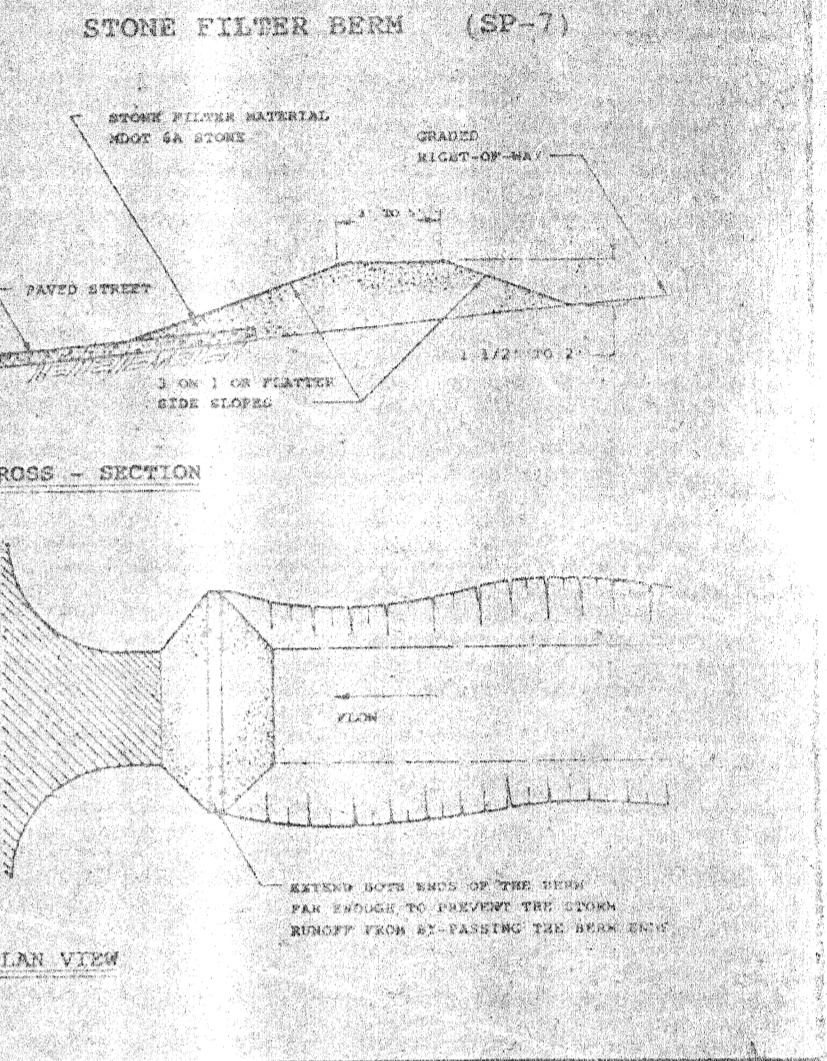 STONE FILTER BERM (SP-7)
STONE FILTER MATERIAL
MDOT 6A STONE
GRADED
RIGHT-OF-WAY
TO
PAVED STREET
1 1/2' TO 2'
3 ON 1 OR FLATTER
SIDE SLOPES
ROSS - SECTION
FLOW
EXTEND BOTH ENDS OF THE BERM
FAR ENOUGH TO PREVENT THE STORM
RUNOFF FROM BY-PASSING THE BERM ENDS
LAN VIEW